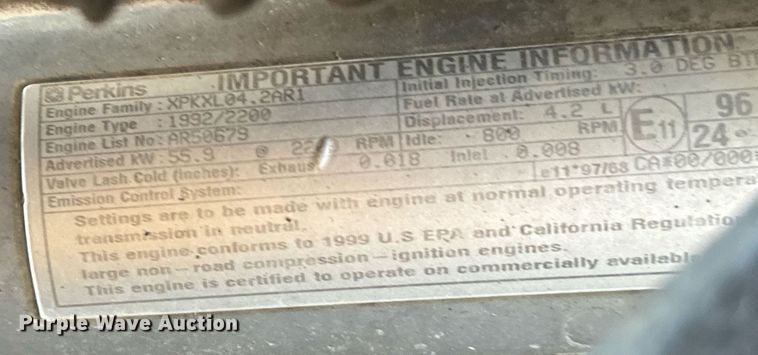 Perkins IMPORTANT ENGINE INFORMATION
Engine Family : XPKXL04.2AR1 Initial Injection Timing: 3.0 DEG
Engine Type : 1992/2200 Fuel Rate at Advertised kW:
Engine List No: AR50679 Displacement: 4.2 L
Advertised kW: 55.9 @ RPM Idle: 800 RPM
Valve Lash Cold (inches): Exhaus 0.018 Inlet 0.008
Emission Control System:
E11 96
24
e11*97/68 CA*00/000*
Settings are to be made with engine at normal operating tempera
transmission in neutral.
This engine conforms to 1999 U.S EPA and California Regulatio
large non-road compression-ignition engines.
This engine is certified to operate on commercially availabl
Purple Wave Auction